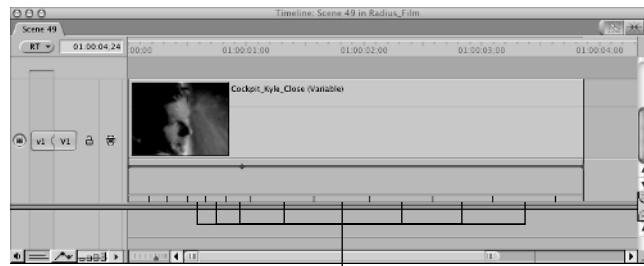 Timeline: Scene 49 in Radius_Film
Scene 49
RT 01:00:04;24 00:00 01:00:01:00 01:00:02:00 01:00:03:00 01:00:04:00
Cockpit_Kyle_Close (Variable)
v1 V1